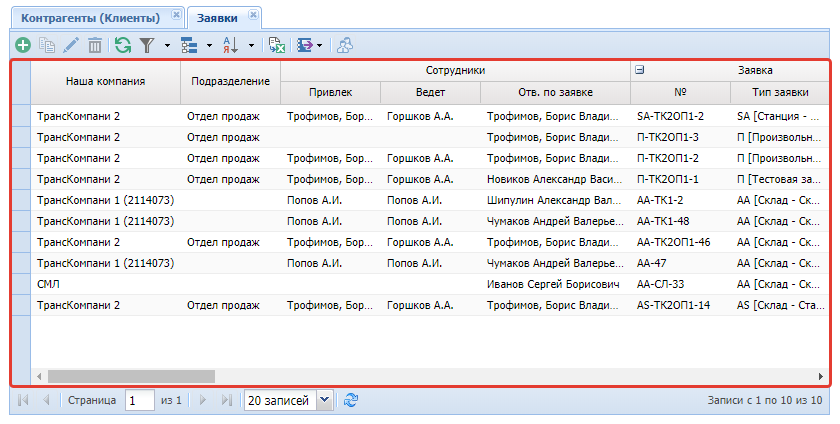 Контрагенты (Клиенты) Заявки
Сотрудники Заявка
Наша компания Подразделение
Привлек Ведет Отв. по заявке № Тип заявки
ТрансКомпани 2 Отдел продаж Трофимов, Бор... Горшков А.А. Трофимов, Борис Влади... SA-ТК2ОП1-2 SA [Станция - ...
ТрансКомпани 2 Отдел продаж Трофимов, Борис Влади... П-ТК2ОП1-3 П [Произвольн...
ТрансКомпани 2 Отдел продаж Трофимов, Бор... Горшков А.А. Трофимов, Борис Влади... П-ТК2ОП1-2 П [Произвольн...
ТрансКомпани 2 Отдел продаж Трофимов, Бор... Горшков А.А. Новиков Александр Васи... П-ТК2ОП1-1 П [Тестовая за...
ТрансКомпани 1 (2114073) Попов А.И. Попов А.И. Шипулин Александр Вал... АА-ТК1-2 АА [Склад - Ск...
ТрансКомпани 1 (2114073) Попов А.И. Попов А.И. Чумаков Андрей Валерье... АА-ТК1-48 АА [Склад - Ск...
ТрансКомпани 2 Отдел продаж Трофимов, Бор... Горшков А.А. Трофимов, Борис Влади... АА-ТК2ОП1-46 АА [Склад - Ск...
ТрансКомпани 1 (2114073) Попов А.И. Попов А.И. Чумаков Андрей Валерье... АА-47 АА [Склад - Ск...
СМЛ Иванов Сергей Борисович АА-СЛ-33 АА [Склад - Ск...
ТрансКомпани 2 Отдел продаж Трофимов, Бор... Горшков А.А. Трофимов, Борис Влади... AS-ТК2ОП1-14 AS [Склад - Ста...
Страница 1 из 1 20 записей Записи с 1 по 10 из 10